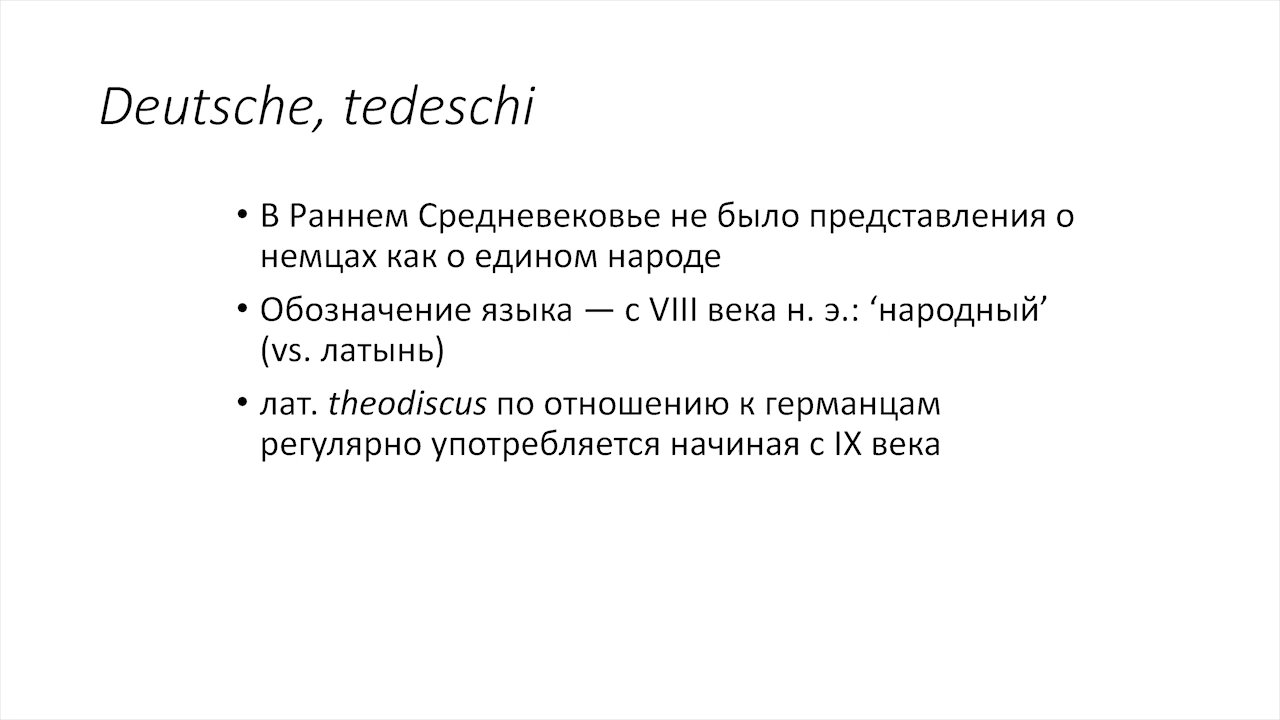 Deutsche, tedeschi
• В Раннем Средневековье не было представления о
немцах как о едином народе
• Обозначение языка — с VIII века н. э.: ‘народный’
(vs. латынь)
• лат. theodiscus по отношению к германцам
регулярно употребляется начиная с IX века